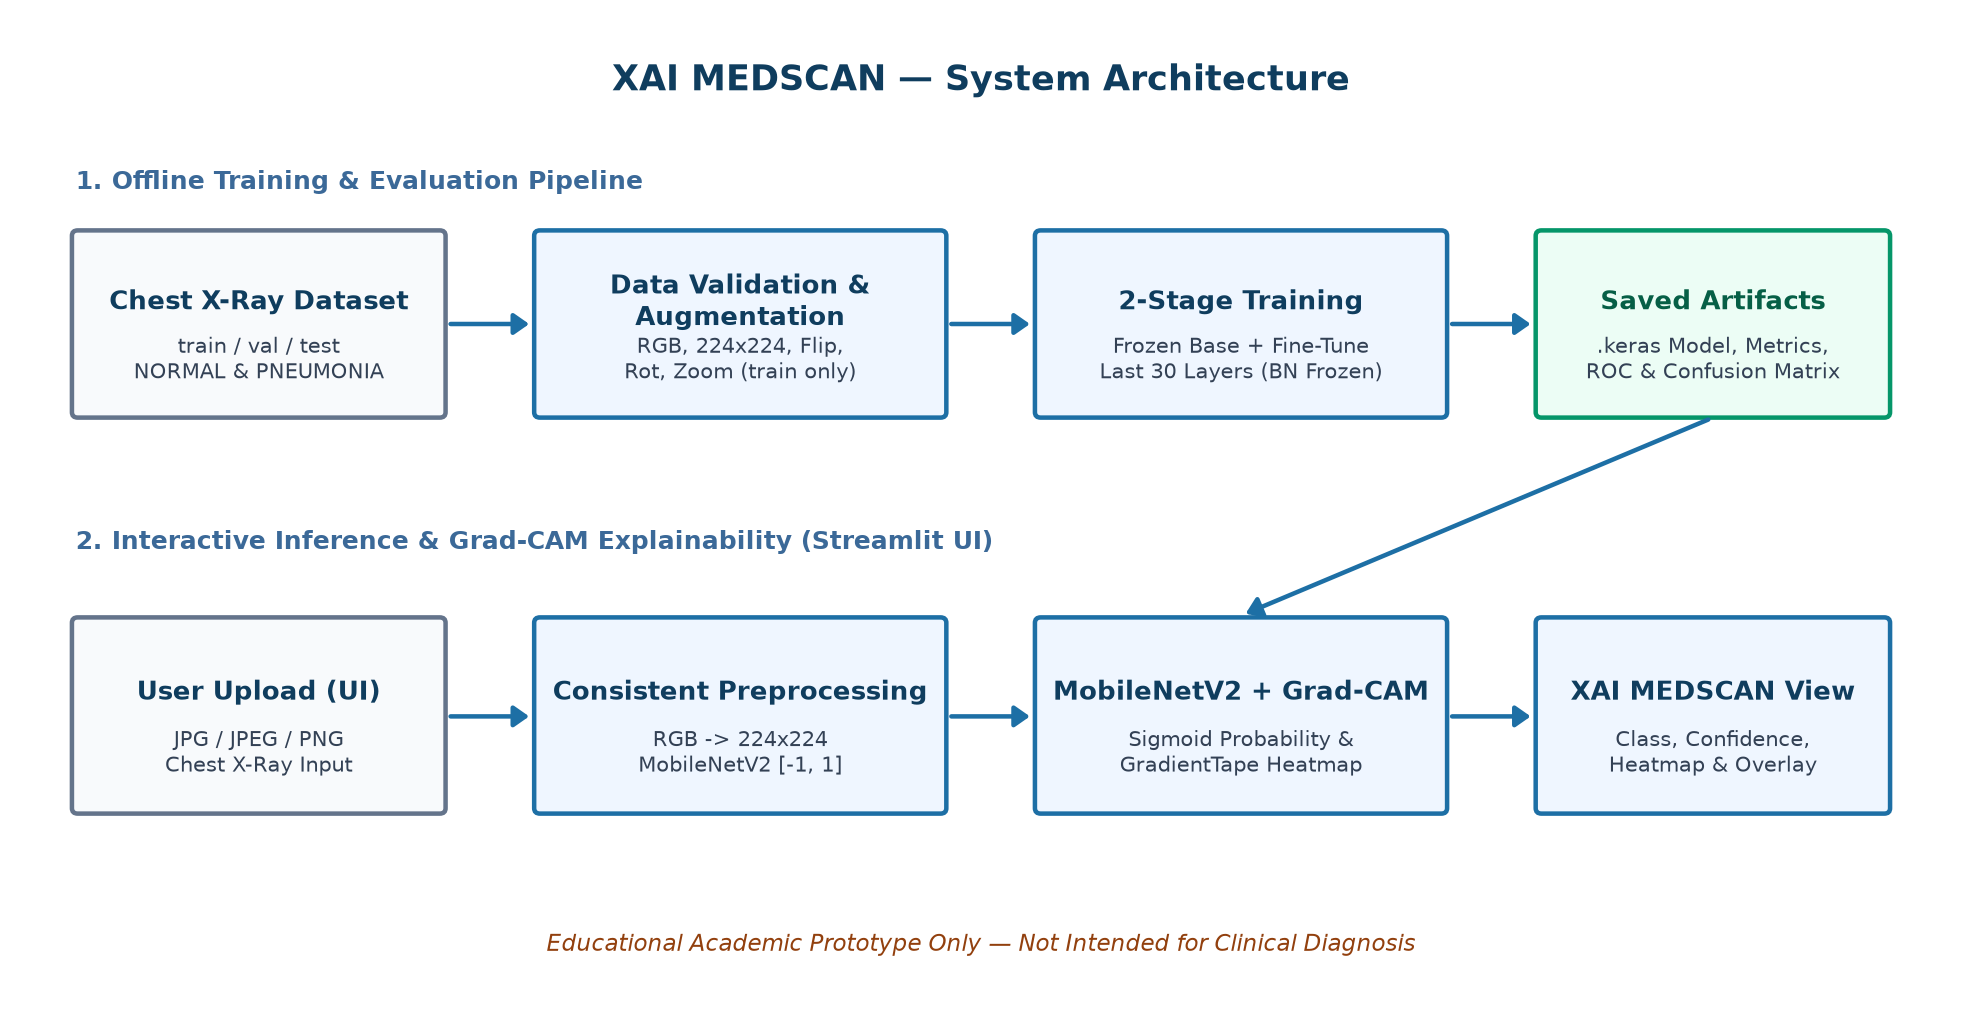 XAI MEDSCAN — System Architecture
1. Offline Training & Evaluation Pipeline
Chest X-Ray Dataset
train / val / test
NORMAL & PNEUMONIA
Data Validation &
Augmentation
RGB, 224x224, Flip,
Rot, Zoom (train only)
2-Stage Training
Frozen Base + Fine-Tune
Last 30 Layers (BN Frozen)
Saved Artifacts
.keras Model, Metrics,
ROC & Confusion Matrix
2. Interactive Inference & Grad-CAM Explainability (Streamlit UI)
User Upload (UI)
JPG / JPEG / PNG
Chest X-Ray Input
Consistent Preprocessing
RGB -> 224x224
MobileNetV2 [-1, 1]
MobileNetV2 + Grad-CAM
Sigmoid Probability &
GradientTape Heatmap
XAI MEDSCAN View
Class, Confidence,
Heatmap & Overlay
Educational Academic Prototype Only — Not Intended for Clinical Diagnosis